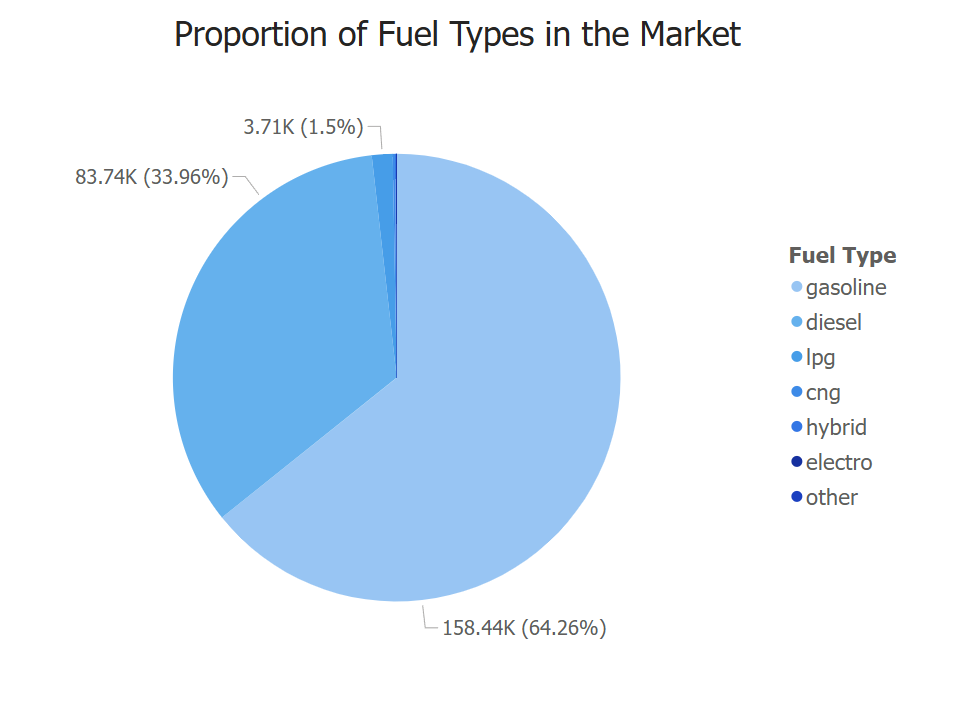 Proportion of Fuel Types in the Market
3.71K (1.5%)
83.74K (33.96%)
158.44K (64.26%)
Fuel Type
gasoline
diesel
lpg
cng
hybrid
electro
other